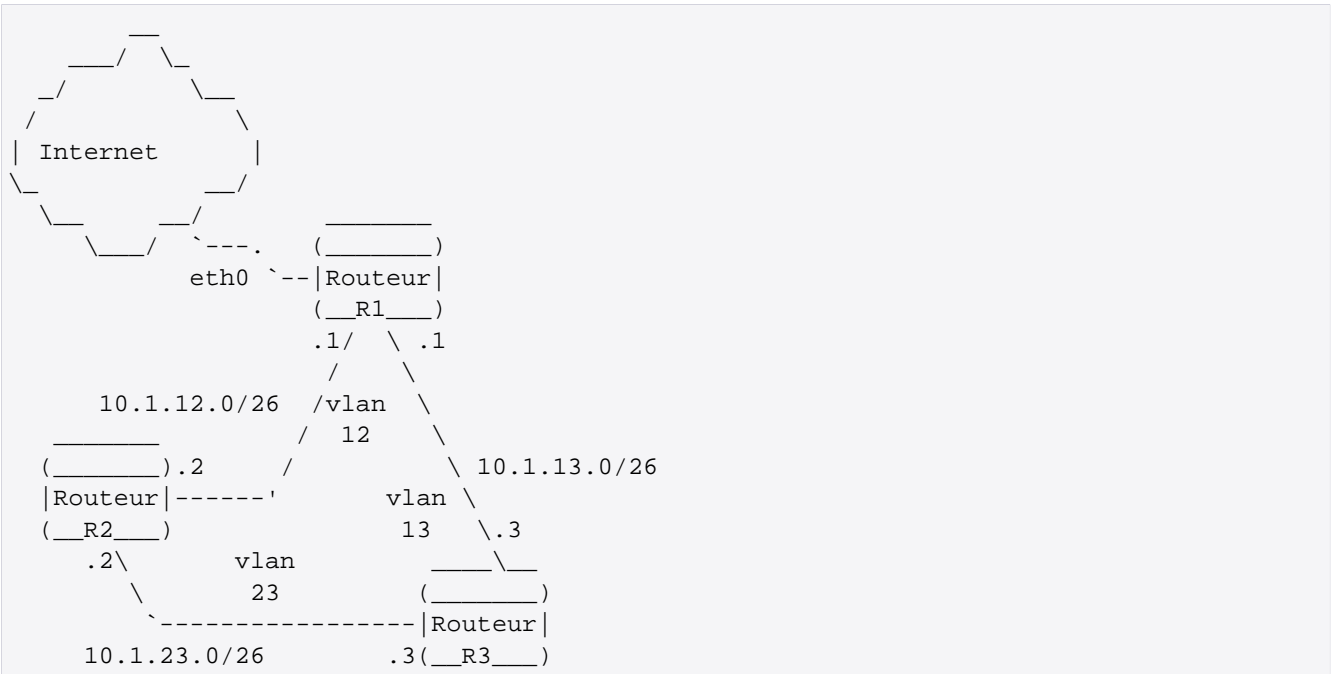 Internet
eth0
Routeur
R1
.1 .1
10.1.12.0/26 vlan
12
.2 10.1.13.0/26
Routeur vlan
R2 13 .3
.2 vlan
23
Routeur
10.1.23.0/26 .3 R3